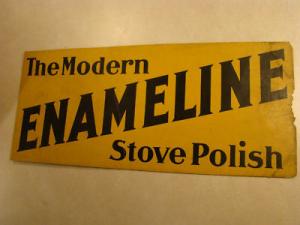 The Modern
ENAMELINE
Stove Polish